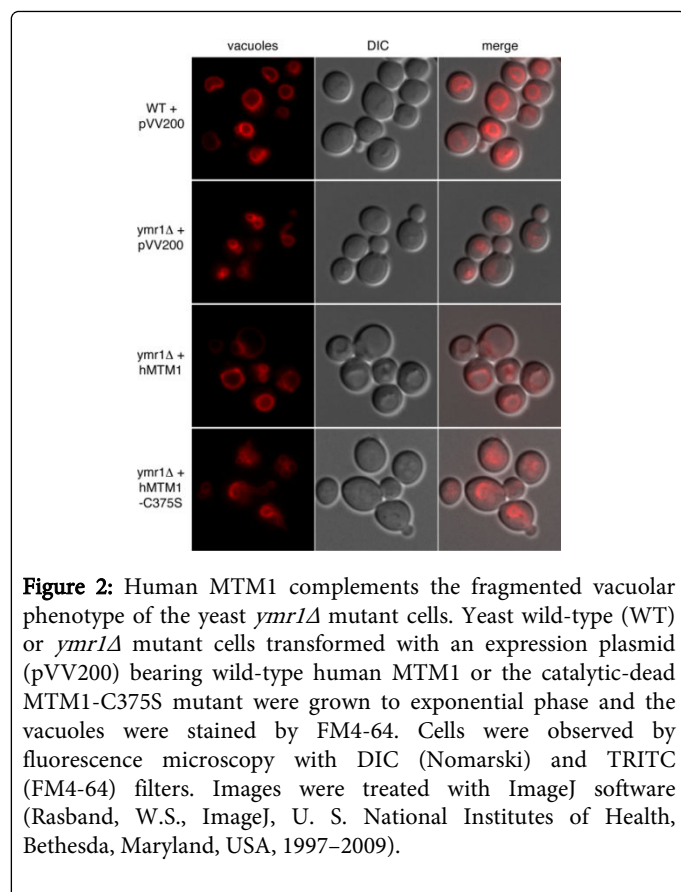 vacuoles DIC merge
WT +
pVV200
ymr1Δ +
pVV200
ymr1Δ +
hMTM1
ymr1Δ +
hMTM1
-C375S
Figure 2: Human MTM1 complements the fragmented vacuolar
phenotype of the yeast ymr1Δ mutant cells. Yeast wild-type (WT)
or ymr1Δ mutant cells transformed with an expression plasmid
(pVV200) bearing wild-type human MTM1 or the catalytic-dead
MTM1-C375S mutant were grown to exponential phase and the
vacuoles were stained by FM4-64. Cells were observed by
fluorescence microscopy with DIC (Nomarski) and TRITC
(FM4-64) filters. Images were treated with ImageJ software
(Rasband, W.S., ImageJ, U. S. National Institutes of Health,
Bethesda, Maryland, USA, 1997–2009).